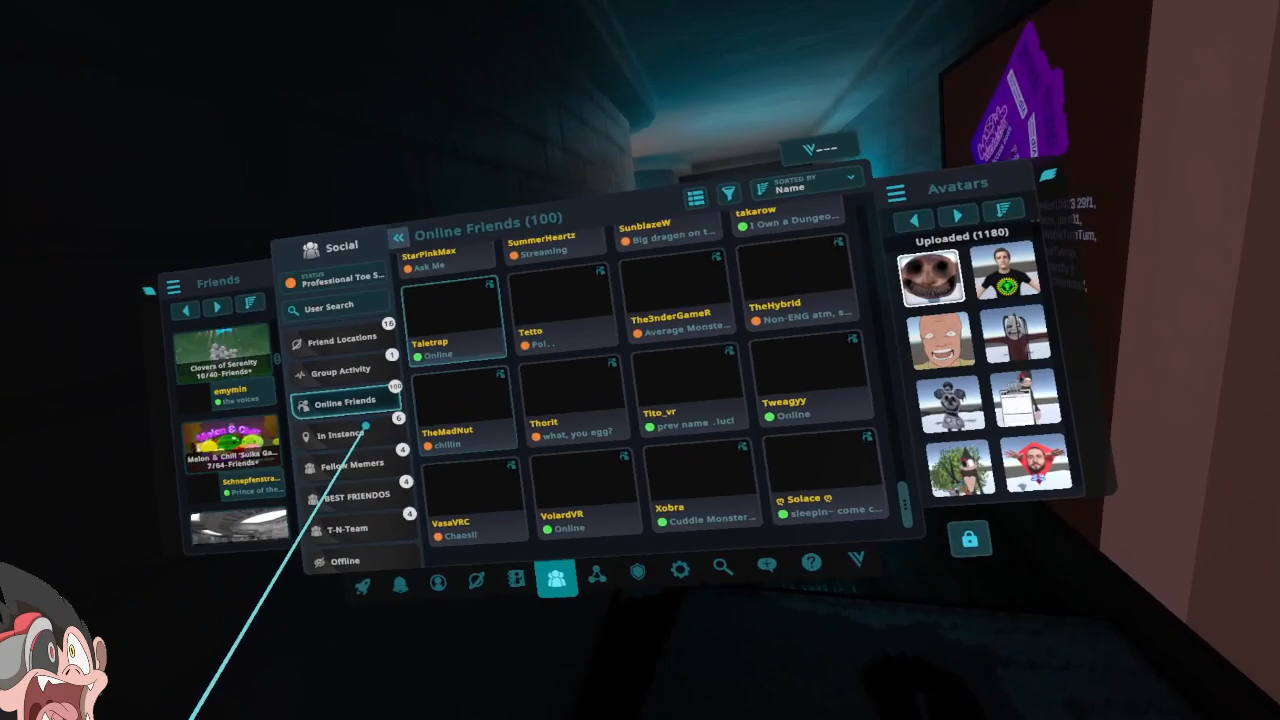 Friends
Clovers of Serenity
10/40-Friends+
emymin
the voices
Melon & Chill 'Suika Ga...
7/64-Friends+
Schnepfenstra...
Prince of the...
Social
STATUS
Professional Toe S...
User Search
Friend Locations
16
Group Activity
1
Online Friends
100
In Instance
6
Fellow Memers
4
BEST FRIENDOS
4
T-N-Team
4
Offline
Online Friends (100)
SORTED BY
Name
StarPinkMax
Ask Me
SummerHeartz
Streaming
SunblazeW
Big dragon on t...
takarow
I Own a Dungeo...
Taletrap
Online
Tetto
Pol..
The3nderGameR
Average Monste...
TheHybrid
Non-ENG atm, s...
TheMadNut
chillin
Thorit
what, you egg?
Tito_vr
prev name .luci
Tweagyy
Online
VasaVRC
Chaos!!
VolardVR
Online
Xobra
Cuddle Monster...
ღ Solace ღ
sleepin~ come c...
Avatars
Uploaded (1180)